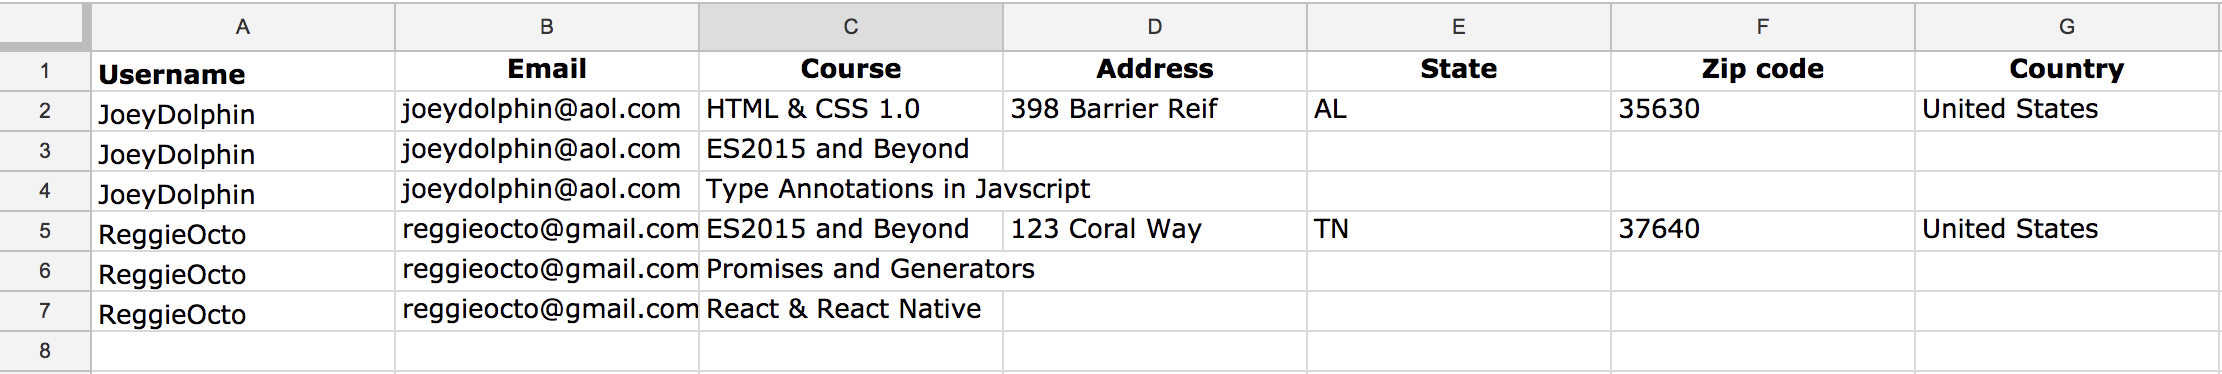 A B C D E F G
1 Username Email Course Address State Zip code Country
2 JoeyDolphin joeydolphin@aol.com HTML & CSS 1.0 398 Barrier Reif AL 35630 United States
3 JoeyDolphin joeydolphin@aol.com ES2015 and Beyond
4 JoeyDolphin joeydolphin@aol.com Type Annotations in Javscript
5 ReggieOcto reggieocto@gmail.com ES2015 and Beyond 123 Coral Way TN 37640 United States
6 ReggieOcto reggieocto@gmail.com Promises and Generators
7 ReggieOcto reggieocto@gmail.com React & React Native
8